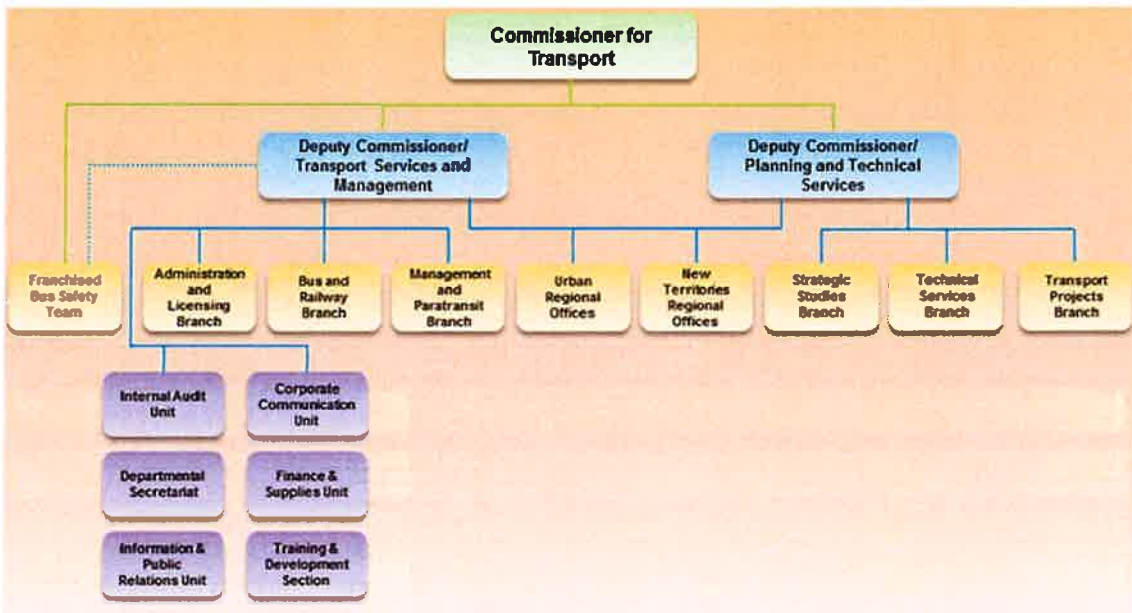 Commissioner for
Transport
Deputy Commissioner/
Transport Services and
Management
Deputy Commissioner/
Planning and Technical
Services
Franchised
Bus Safety
Team
Administration
and
Licensing
Branch
Bus and
Railway
Branch
Management
and
Paratransit
Branch
Urban
Regional
Offices
New
Territories
Regional
Offices
Strategic
Studies
Branch
Technical
Services
Branch
Transport
Projects
Branch
Internal Audit
Unit
Corporate
Communication
Unit
Departmental
Secretariat
Finance &
Supplies Unit
Information &
Public
Relations Unit
Training &
Development
Section